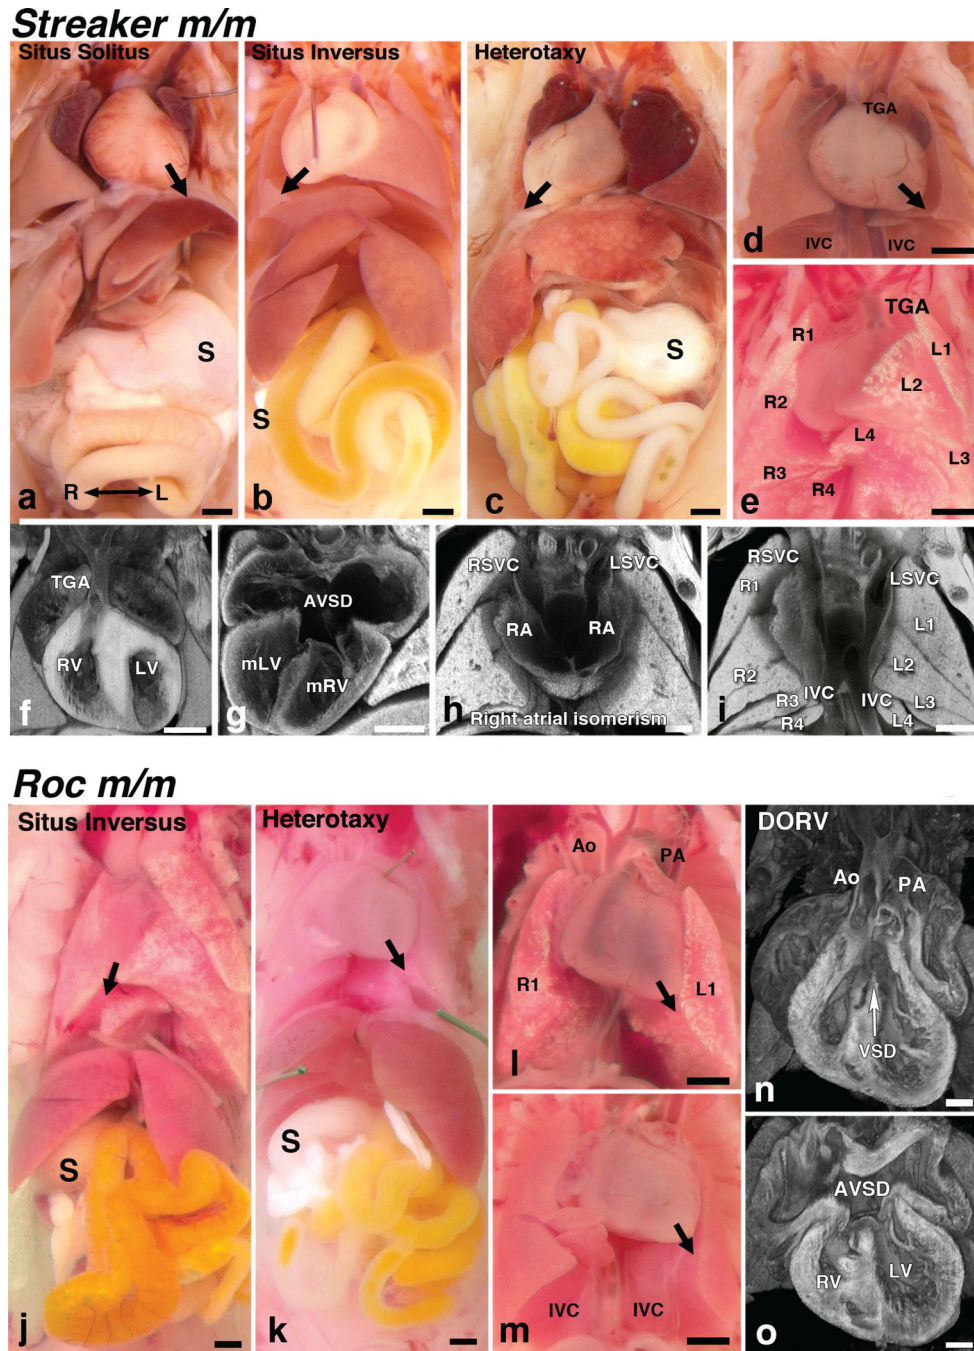 Streaker m/m
Situs Solitus
Situs Inversus
Heterotaxy
S
R
L
a
S
b
S
c
TGA
IVC
IVC
d
TGA
R1
L1
L2
R2
L4
L3
R3
R4
e
TGA
RV
LV
f
AVSD
mLV
mRV
g
RSVC
LSVC
RA
RA
h
Right atrial isomerism
RSVC
R1
LSVC
L1
R2
L2
IVC
IVC
R3
L3
R4
L4
i
Roc m/m
Situs Inversus
S
j
Heterotaxy
S
k
Ao
PA
R1
L1
l
IVC
IVC
m
DORV
Ao
PA
VSD
n
AVSD
RV
LV
o